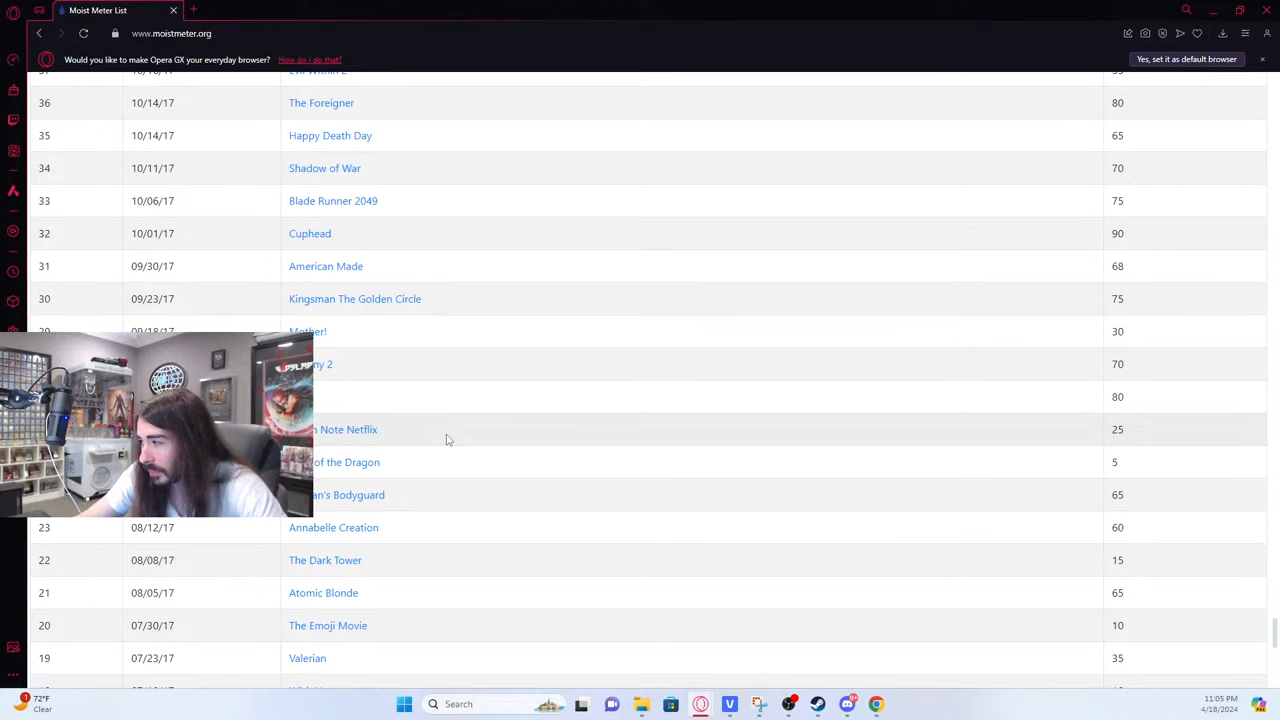 Moist Meter List
www.moistmeter.org
Would you like to make Opera GX your everyday browser? How do I do that? Yes, set it as default browser
36 10/14/17 The Foreigner 80
35 10/14/17 Happy Death Day 65
34 10/11/17 Shadow of War 70
33 10/06/17 Blade Runner 2049 75
32 10/01/17 Cuphead 90
31 09/30/17 American Made 68
30 09/23/17 Kingsman The Golden Circle 75
Mother! 30
2 70
80
Note Netflix 25
of the Dragon 5
Bodyguard 65
23 08/12/17 Annabelle Creation 60
22 08/08/17 The Dark Tower 15
21 08/05/17 Atomic Blonde 65
20 07/30/17 The Emoji Movie 10
19 07/23/17 Valerian 35
72°F
Clear
Search
11:05 PM
4/18/2024